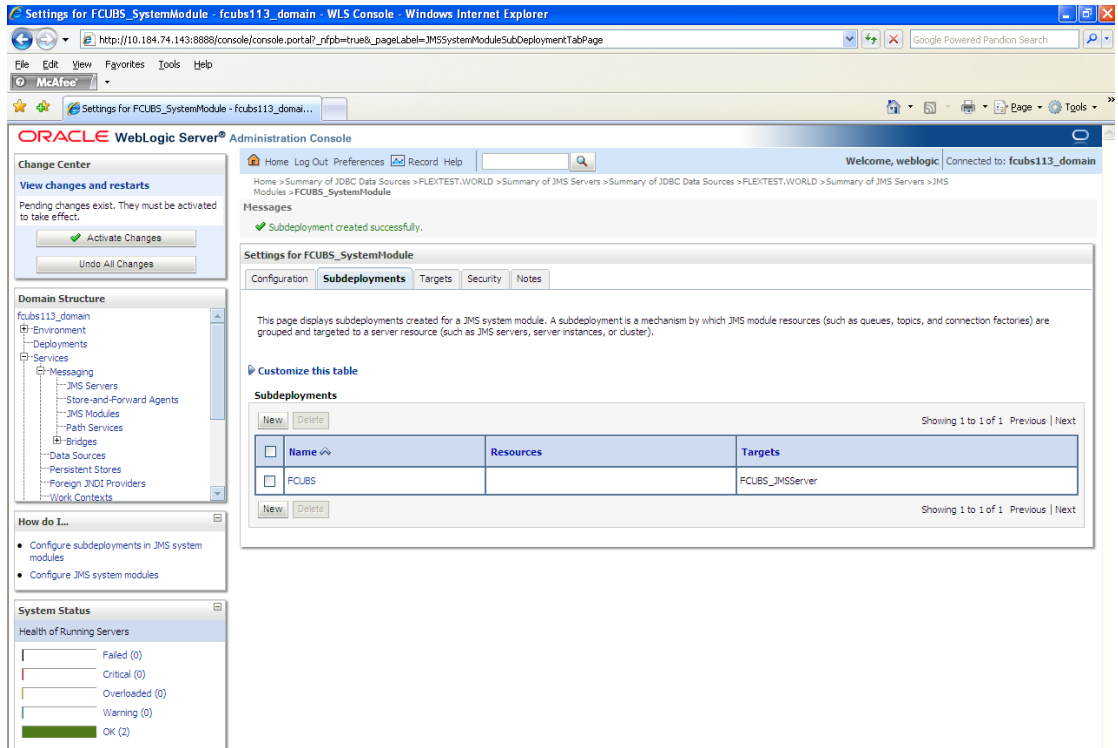 Settings for FCUBS_SystemModule - fcubs113_domain - WLS Console - Windows Internet Explorer
http://10.184.74.143:8888/console/console.portal?_nfpb=true&_pageLabel=JMSSystemModuleSubDeploymentTabPage
Google Powered Pandion Search
File Edit View Favorites Tools Help
McAfee
Settings for FCUBS_SystemModule - fcubs113_domai...
Page Tools »
ORACLE WebLogic Server® Administration Console
Change Center
View changes and restarts
Pending changes exist. They must be activated
to take effect.
Activate Changes
Undo All Changes
Domain Structure
fcubs113_domain
Environment
Deployments
Services
Messaging
JMS Servers
Store-and-Forward Agents
JMS Modules
Path Services
Bridges
Data Sources
Persistent Stores
Foreign JNDI Providers
Work Contexts
How do I...
Configure subdeployments in JMS system
modules
Configure JMS system modules
System Status
Health of Running Servers
Failed (0)
Critical (0)
Overloaded (0)
Warning (0)
OK (2)
Home Log Out Preferences Record Help
Welcome, weblogic Connected to: fcubs113_domain
Home >Summary of JDBC Data Sources >FLEXTEST.WORLD >Summary of JMS Servers >Summary of JDBC Data Sources >FLEXTEST.WORLD >Summary of JMS Servers >JMS
Modules >FCUBS_SystemModule
Messages
Subdeployment created successfully.
Settings for FCUBS_SystemModule
Configuration Subdeployments Targets Security Notes
This page displays subdeployments created for a JMS system module. A subdeployment is a mechanism by which JMS module resources (such as queues, topics, and connection factories) are
grouped and targeted to a server resource (such as JMS servers, server instances, or cluster).
Customize this table
Subdeployments
New Delete Showing 1 to 1 of 1 Previous | Next
Name Resources Targets
FCUBS FCUBS_JMSServer
New Delete Showing 1 to 1 of 1 Previous | Next